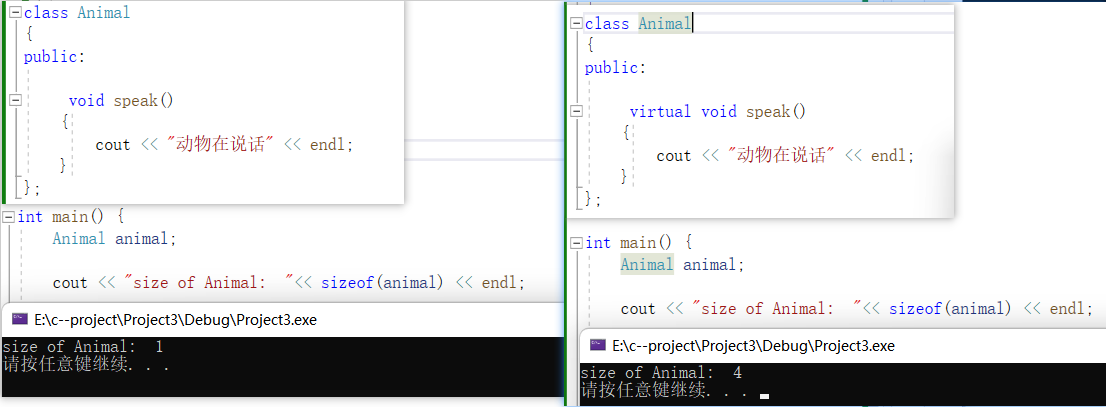 class Animal
{
public:
void speak()
{
cout << "动物在说话" << endl;
}
};
int main() {
Animal animal;
cout << "size of Animal:  "<< sizeof(animal) << endl;
E:\c--project\Project3\Debug\Project3.exe
size of Animal:  1
请按任意键继续. . .
class Animal
{
public:
virtual void speak()
{
cout << "动物在说话" << endl;
}
};
int main() {
Animal animal;
cout << "size of Animal:  "<< sizeof(animal) << endl;
E:\c--project\Project3\Debug\Project3.exe
size of Animal:  4
请按任意键继续. . .